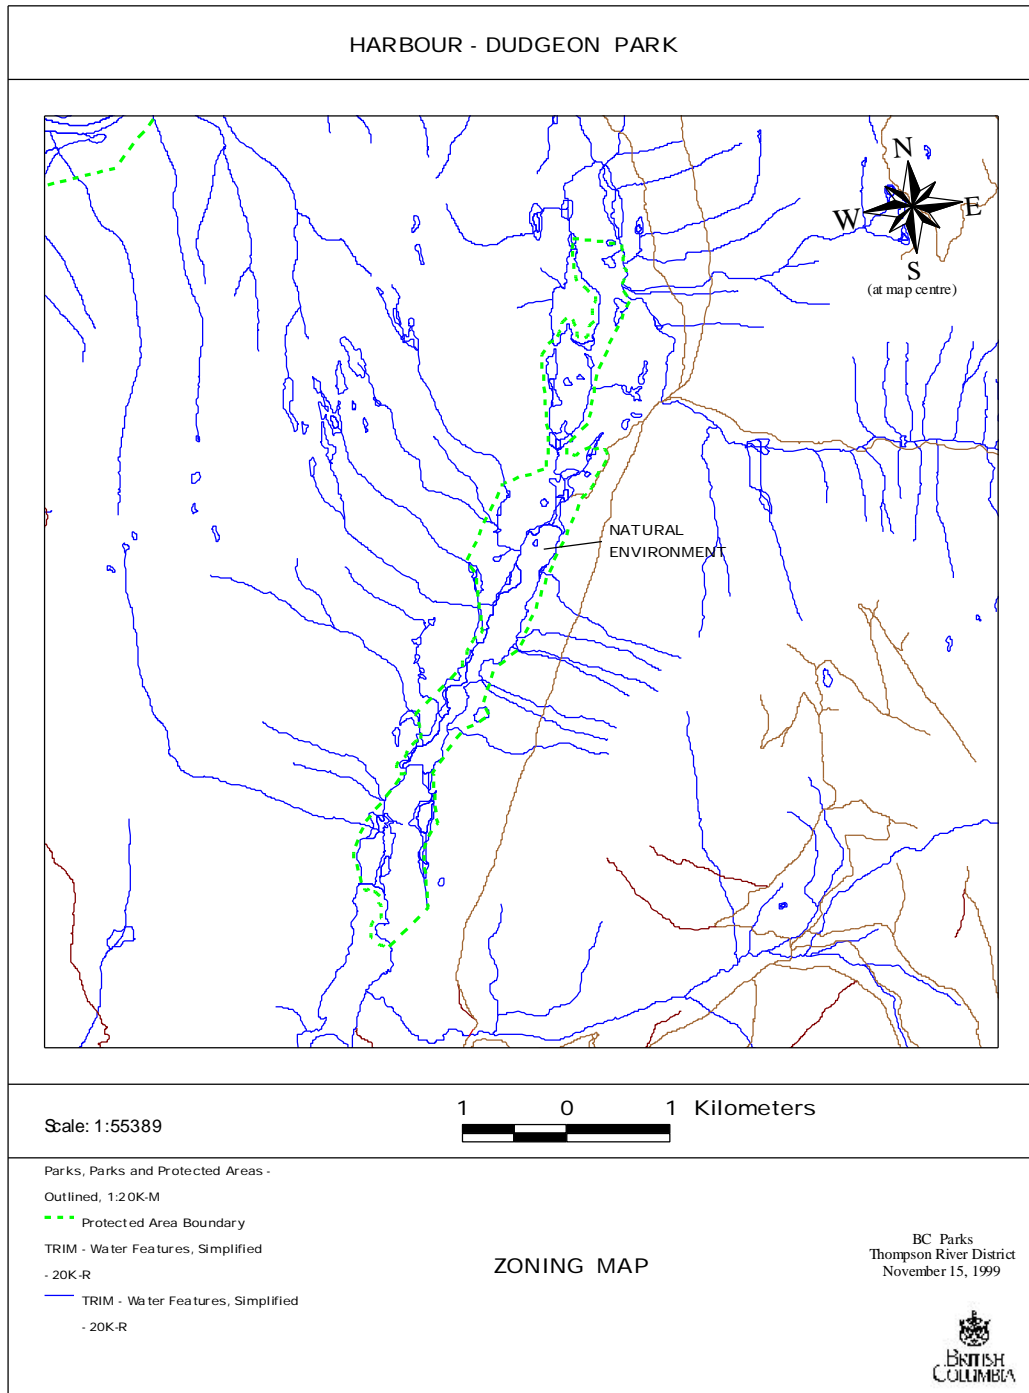 HARBOUR - DUDGEON PARK
N
W
E
S
(at map centre)
NATURAL
ENVIRONMENT
Scale: 1:55389
1 0 1 Kilometers
Parks, Parks and Protected Areas -
Outlined, 1:20K-M
Protected Area Boundary
TRIM - Water Features, Simplified
- 20K-R
TRIM - Water Features, Simplified
- 20K-R
ZONING MAP
BC Parks
Thompson River District
November 15, 1999
BRITISH
COLUMBIA